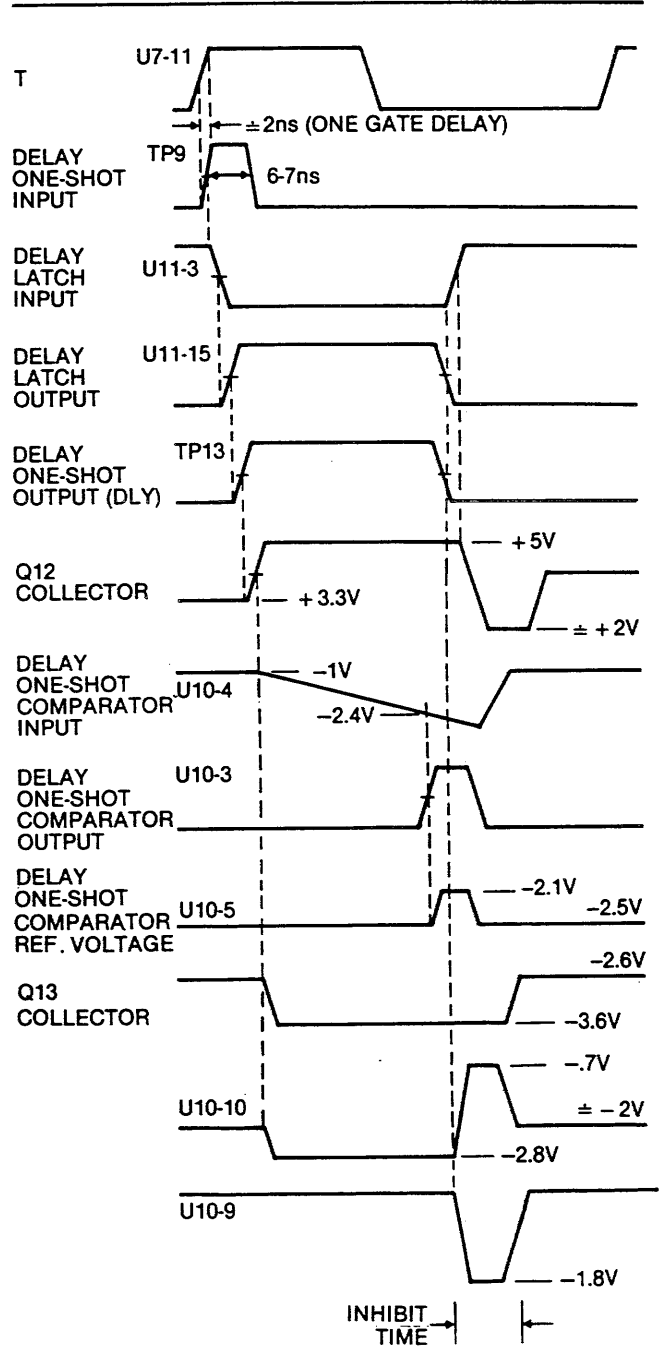 U7-11
T
≐2ns (ONE GATE DELAY)
DELAY
ONE-SHOT
INPUT
TP9
6-7ns
DELAY
LATCH
INPUT
U11-3
DELAY
LATCH
OUTPUT
U11-15
DELAY
ONE-SHOT
OUTPUT (DLY)
TP13
+5V
Q12
COLLECTOR
+3.3V
≐ +2V
DELAY
ONE-SHOT
COMPARATOR
INPUT
U10-4
−1V
−2.4V
DELAY
ONE-SHOT
COMPARATOR
OUTPUT
U10-3
DELAY
ONE-SHOT
COMPARATOR
REF. VOLTAGE
U10-5
−2.1V
−2.5V
−2.6V
Q13
COLLECTOR
−3.6V
−.7V
U10-10
≐ −2V
−2.8V
U10-9
−1.8V
INHIBIT
TIME